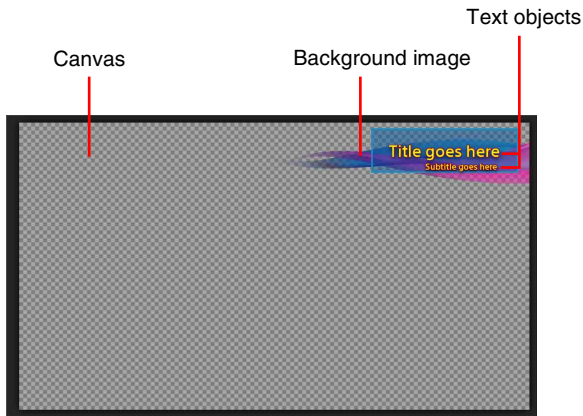 Text objects
Canvas
Background image
Title goes here
Subtitle goes here